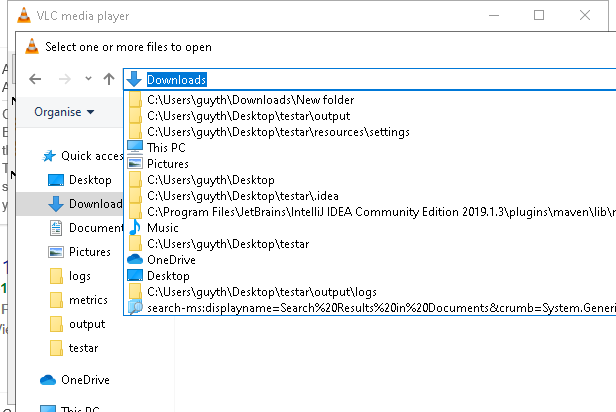 VLC media player
Select one or more files to open
Downloads
Organise
C:\Users\guyth\Downloads\New folder
C:\Users\guyth\Desktop\testar\output
C:\Users\guyth\Desktop\testar\resources\settings
This PC
Pictures
C:\Users\guyth\Desktop
C:\Users\guyth\Desktop\testar\.idea
C:\Program Files\JetBrains\IntelliJ IDEA Community Edition 2019.1.3\plugins\maven\lib\
Music
C:\Users\guyth\Desktop\testar
OneDrive
Desktop
C:\Users\guyth\Desktop\testar\output\logs
search-ms:displayname=Search%20Results%20in%20Documents&crumb=System.Generi
Quick acces
Desktop
Download
Document
Pictures
logs
metrics
output
testar
OneDrive
This PC